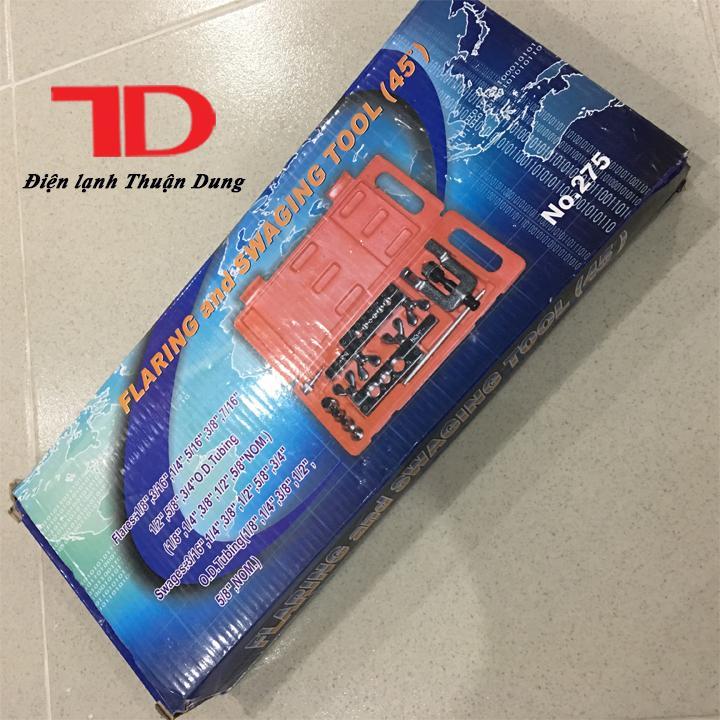 TD
Điện lạnh Thuận Dung
FLARING and SWAGING TOOL (45°)
No.275
Flares:1/8",3/16",1/4",5/16",3/8",7/16"
1/2",5/8",3/4"O.D.Tubing
(1/8",1/4",3/8",1/2",5/8"NOM.)
Swages:3/16",1/4",3/8",1/2",5/8",3/4"
O.D.Tubing(1/8",1/4",3/8",1/2",
5/8",NOM.)
FLARING and SWAGING TOOL (45°)